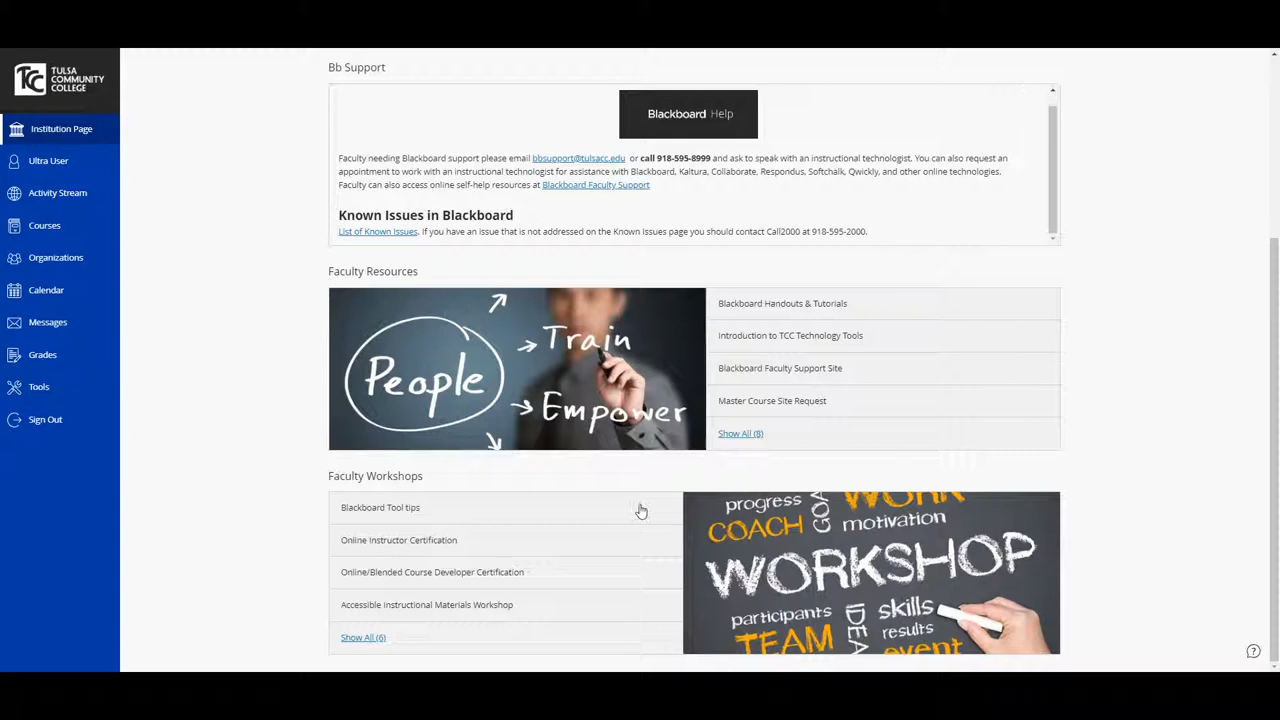 TCC TULSA
COMMUNITY
COLLEGE
Institution Page
Ultra User
Activity Stream
Courses
Organizations
Calendar
Messages
Grades
Tools
Sign Out
Bb Support
Blackboard Help
Faculty needing Blackboard support please email bbsupport@tulsacc.edu or call 918-595-8999 and ask to speak with an instructional technologist. You can also request an
appointment to work with an instructional technologist for assistance with Blackboard, Kaltura, Collaborate, Respondus, Softchalk, Qwickly, and other online technologies.
Faculty can also access online self-help resources at Blackboard Faculty Support
Known Issues in Blackboard
List of Known Issues. If you have an issue that is not addressed on the Known Issues page you should contact Call2000 at 918-595-2000.
Faculty Resources
People
Train
Empower
Blackboard Handouts & Tutorials
Introduction to TCC Technology Tools
Blackboard Faculty Support Site
Master Course Site Request
Show All (8)
Faculty Workshops
Blackboard Tool tips
Online Instructor Certification
Online/Blended Course Developer Certification
Accessible Instructional Materials Workshop
Show All (6)
progress
WORK
COACH
GOA
motivation
WORKSHOP
participants
IDEA
skills
TEAM
results
event
?